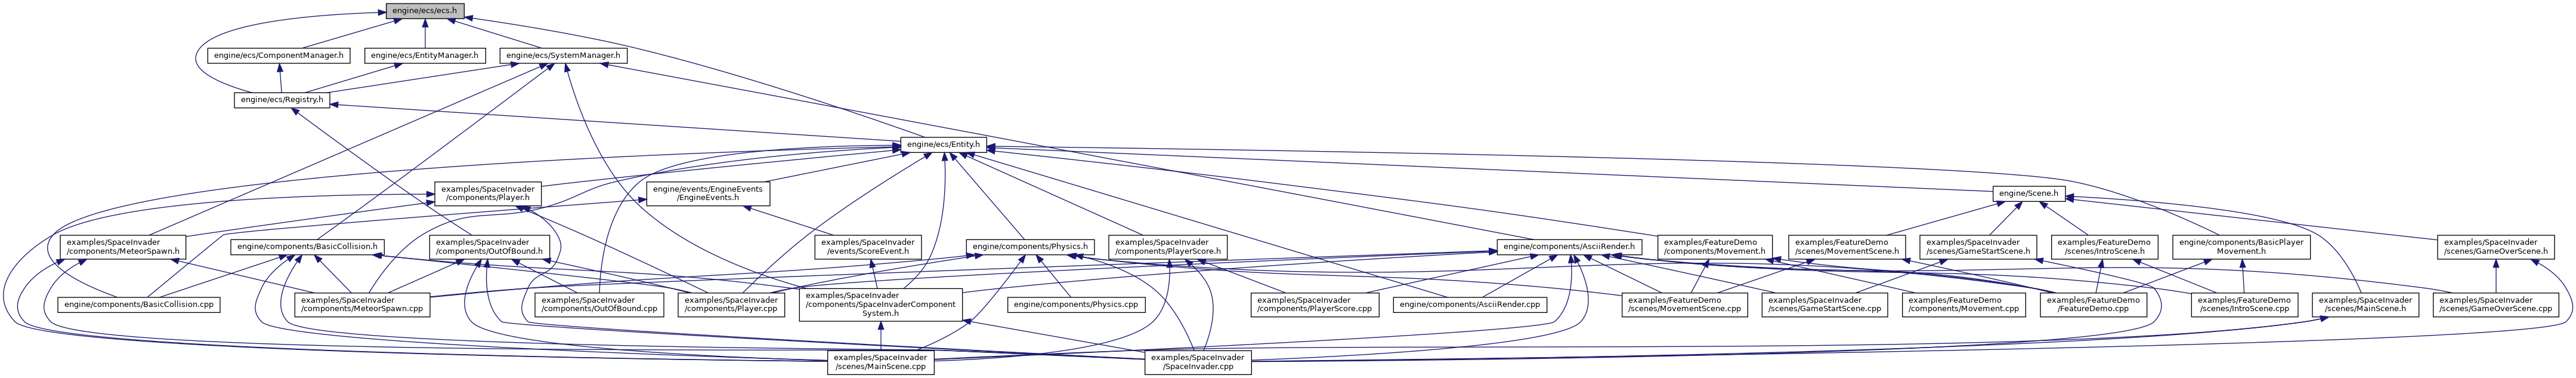 engine/ecs/ecs.h
engine/ecs/ComponentManager.h
engine/ecs/EntityManager.h
engine/ecs/SystemManager.h
engine/ecs/Registry.h
engine/ecs/Entity.h
examples/SpaceInvader
/components/Player.h
engine/events/EngineEvents
/EngineEvents.h
engine/Scene.h
examples/SpaceInvader
/components/MeteorSpawn.h
engine/components/BasicCollision.h
examples/SpaceInvader
/components/OutOfBound.h
examples/SpaceInvader
/events/ScoreEvent.h
engine/components/Physics.h
examples/SpaceInvader
/components/PlayerScore.h
engine/components/AsciiRender.h
examples/FeatureDemo
/components/Movement.h
examples/FeatureDemo
/scenes/MovementScene.h
examples/SpaceInvader
/scenes/GameStartScene.h
examples/FeatureDemo
/scenes/IntroScene.h
engine/components/BasicPlayer
Movement.h
examples/SpaceInvader
/scenes/GameOverScene.h
engine/components/BasicCollision.cpp
examples/SpaceInvader
/components/MeteorSpawn.cpp
examples/SpaceInvader
/components/OutOfBound.cpp
examples/SpaceInvader
/components/Player.cpp
examples/SpaceInvader
/components/SpaceInvaderComponent
System.h
engine/components/Physics.cpp
examples/SpaceInvader
/components/PlayerScore.cpp
engine/components/AsciiRender.cpp
examples/FeatureDemo
/scenes/MovementScene.cpp
examples/SpaceInvader
/scenes/GameStartScene.cpp
examples/FeatureDemo
/components/Movement.cpp
examples/FeatureDemo
/FeatureDemo.cpp
examples/FeatureDemo
/scenes/IntroScene.cpp
examples/SpaceInvader
/scenes/MainScene.h
examples/SpaceInvader
/scenes/GameOverScene.cpp
examples/SpaceInvader
/scenes/MainScene.cpp
examples/SpaceInvader
/SpaceInvader.cpp